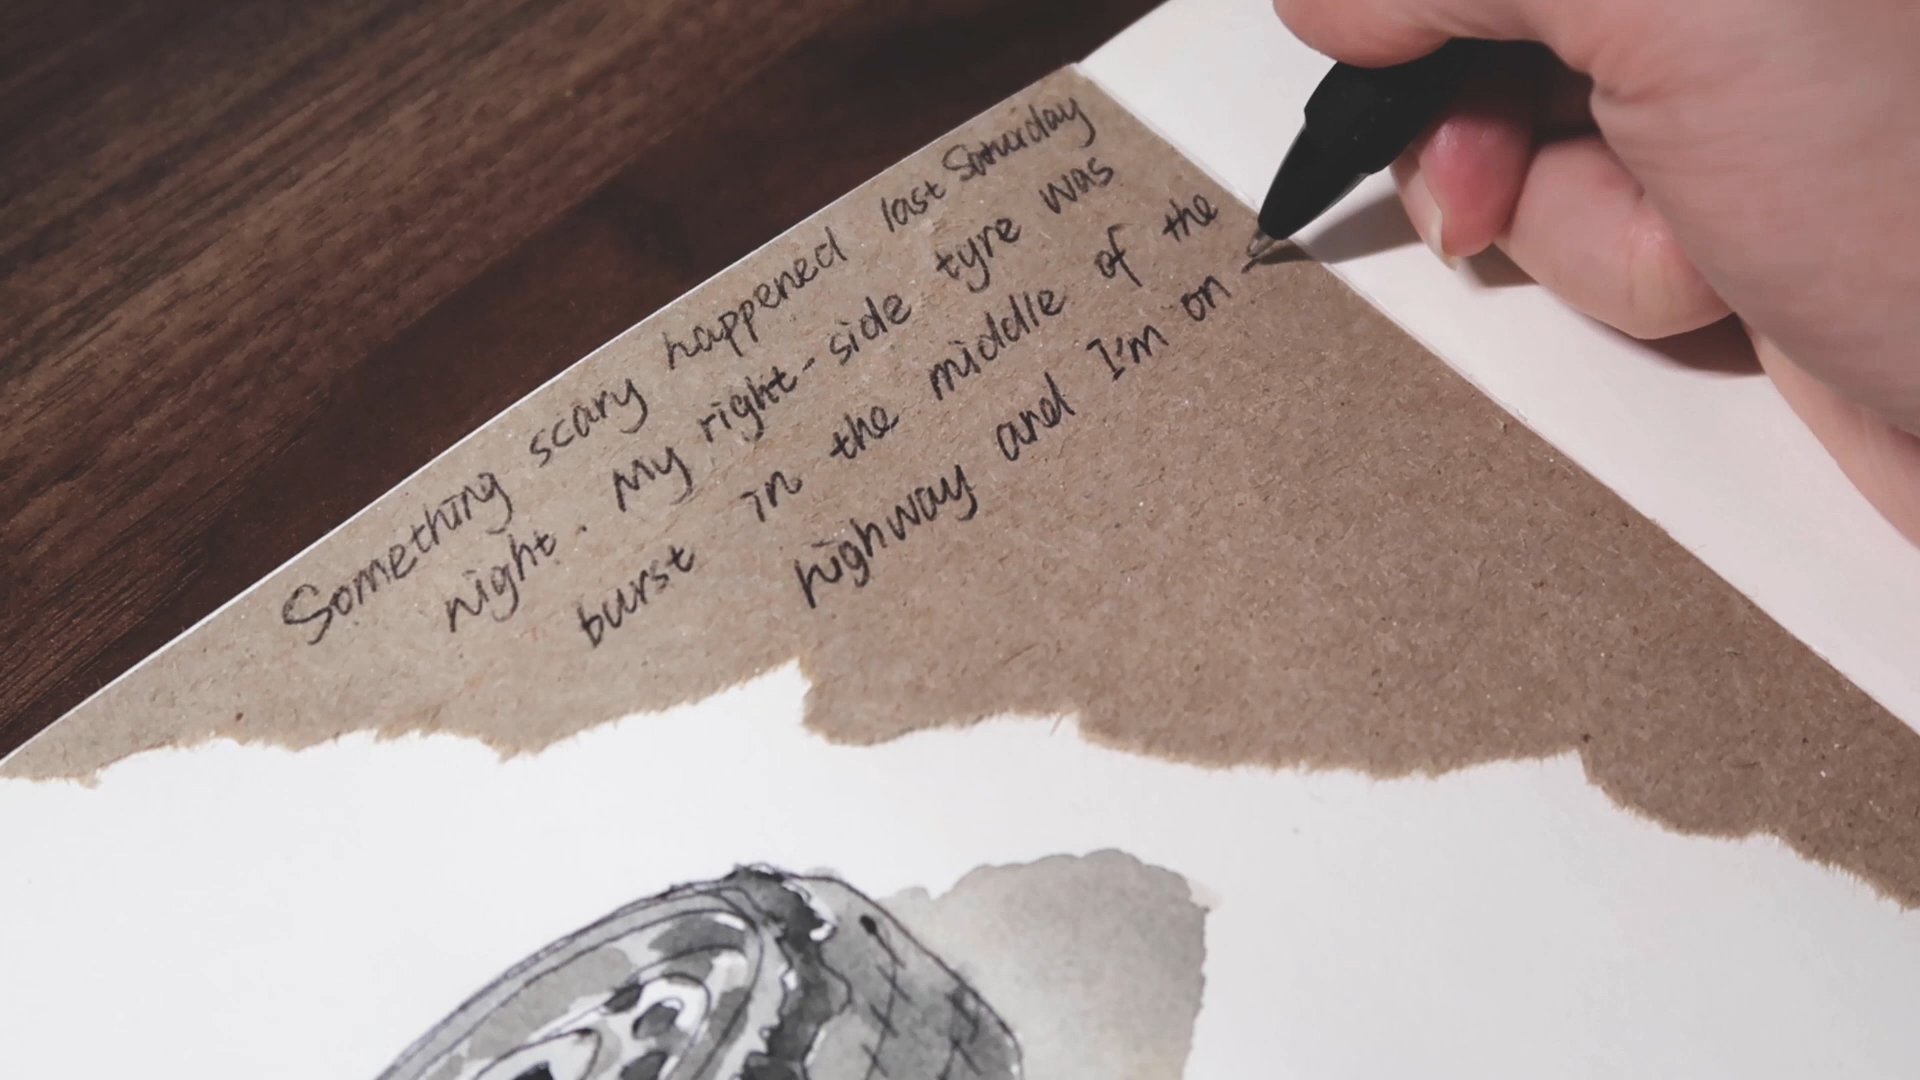 Something scary happened last Saturday
night. My right-side tyre was
burst in the middle of the
highway and I'm on